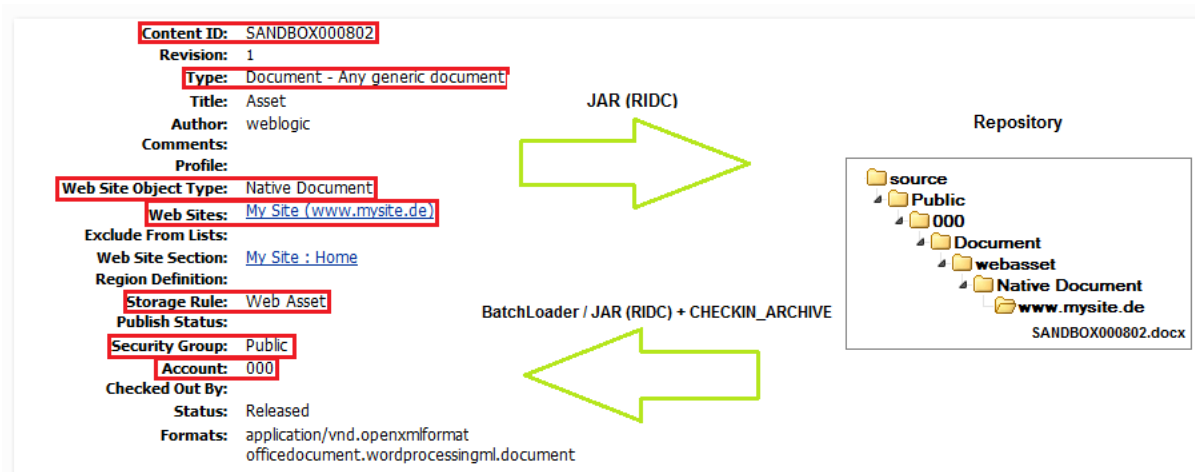 Content ID: SANDBOX000802
Revision: 1
Type: Document - Any generic document
Title: Asset
Author: weblogic
Comments:
Profile:
Web Site Object Type: Native Document
Web Sites: My Site (www.mysite.de)
Exclude From Lists:
Web Site Section: My Site : Home
Region Definition:
Storage Rule: Web Asset
Publish Status:
Security Group: Public
Account: 000
Checked Out By:
Status: Released
Formats: application/vnd.openxmlformat
officedocument.wordprocessingml.document
JAR (RIDC)
BatchLoader / JAR (RIDC) + CHECKIN_ARCHIVE
Repository
source
Public
000
Document
webasset
Native Document
www.mysite.de
SANDBOX000802.docx